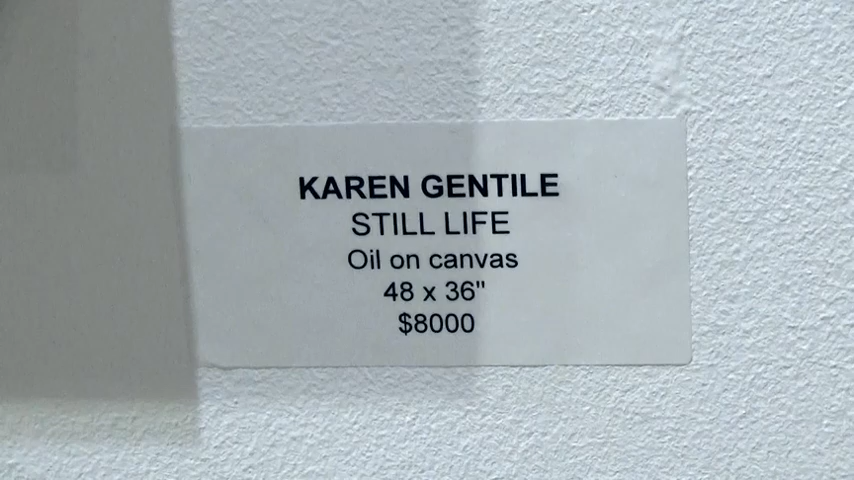 KAREN GENTILE
STILL LIFE
Oil on canvas
48 x 36"
$8000